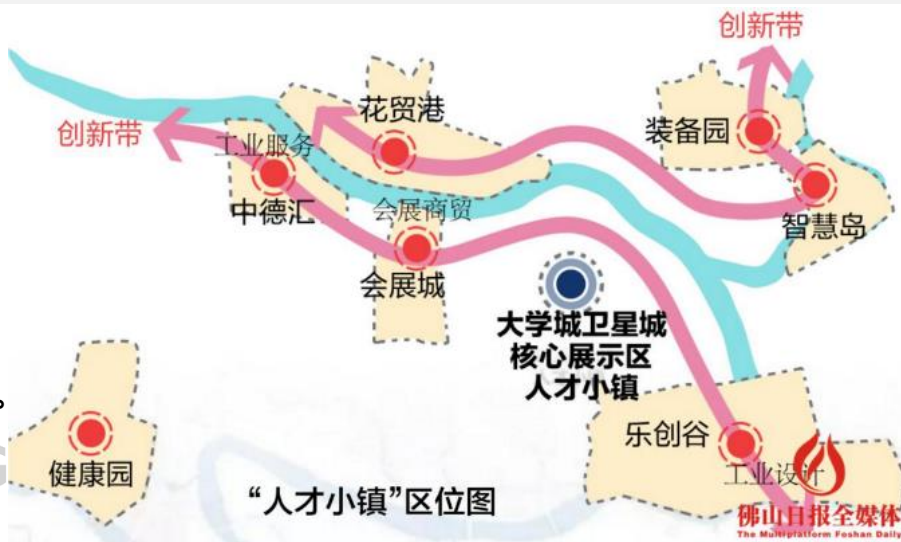 创新带
花贸港
装备园
创新带
工业服务
中德汇
会展商贸
智慧岛
会展城
大学城卫星城
核心展示区
人才小镇
。
乐创谷
健康园
工业设计
“人才小镇”区位图
佛山日报全媒体
The Multiplatform Foshan Daily